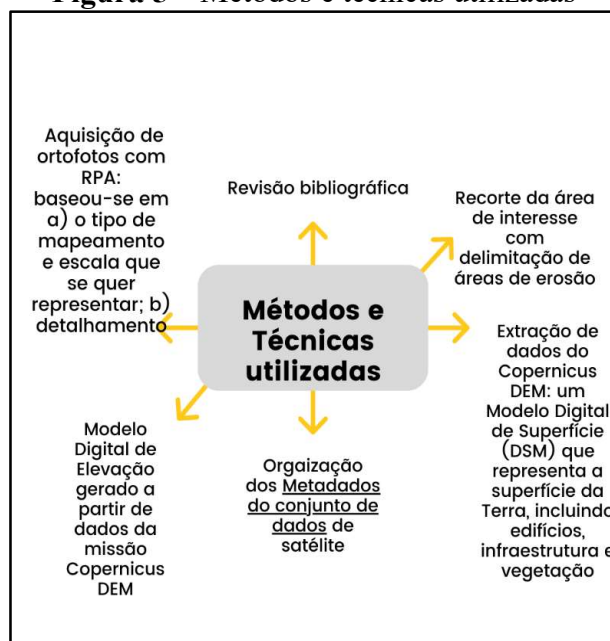 Figura 3 – Métodos e técnicas utilizadas
Aquisição de
ortofotos com
RPA:
baseou-se em
a) o tipo de
mapeamento
e escala que
se quer
representar; b)
detalhamento
Revisão bibliográfica
Recorte da área
de interesse
com
delimitação de
áreas de erosão
Métodos e
Técnicas
utilizadas
Extração de
dados do
Copernicus
DEM: um
Modelo Digital
de Superfície
(DSM) que
representa a
superfície da
Terra, incluindo
edifícios,
infraestrutura e
vegetação
Modelo
Digital de
Elevação
gerado a
partir de
dados da
missão
Copernicus
DEM
Orgaização
dos Metadados
do conjunto de
dados de
satélite